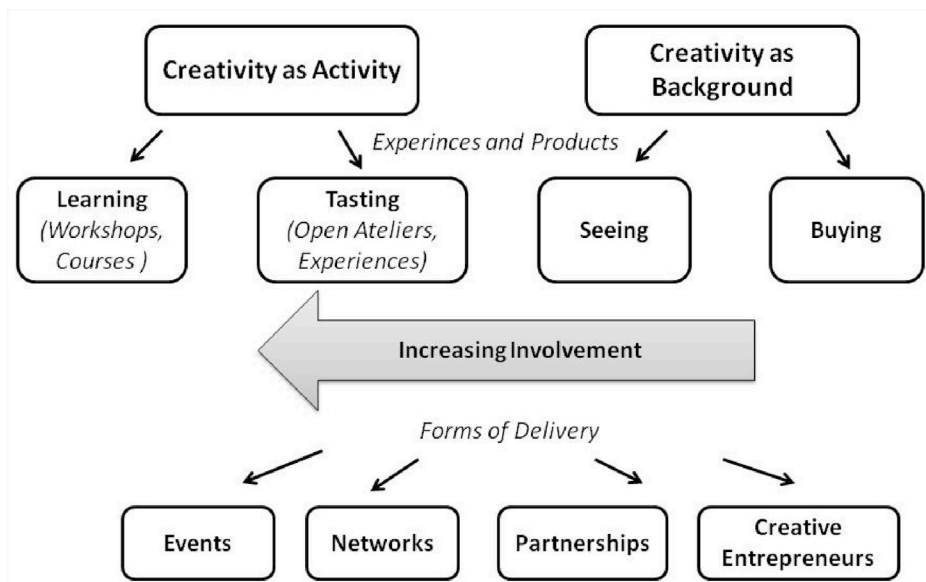 Creativity as Activity
Creativity as
Background
Experinces and Products
Learning
(Workshops,
Courses )
Tasting
(Open Ateliers,
Experiences)
Seeing
Buying
Increasing Involvement
Forms of Delivery
Events
Networks
Partnerships
Creative
Entrepreneurs